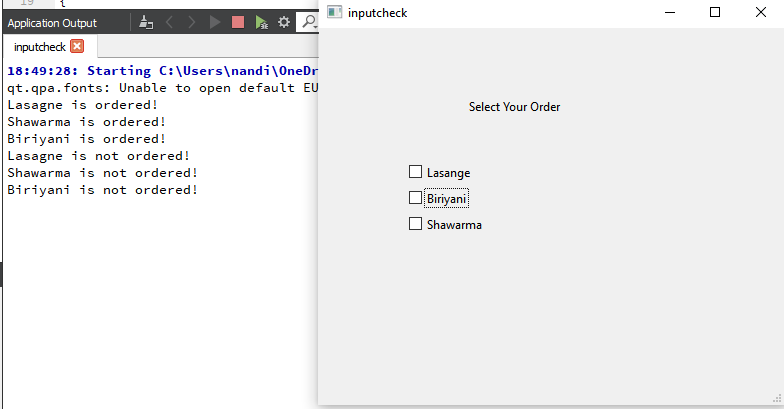 19
{
Application Output
inputcheck
18:49:28: Starting C:\Users\nandi\OneDr
qt.qpa.fonts: Unable to open default EU
Lasagne is ordered!
Shawarma is ordered!
Biriyani is ordered!
Lasagne is not ordered!
Shawarma is not ordered!
Biriyani is not ordered!
inputcheck
Select Your Order
Lasange
Biriyani
Shawarma